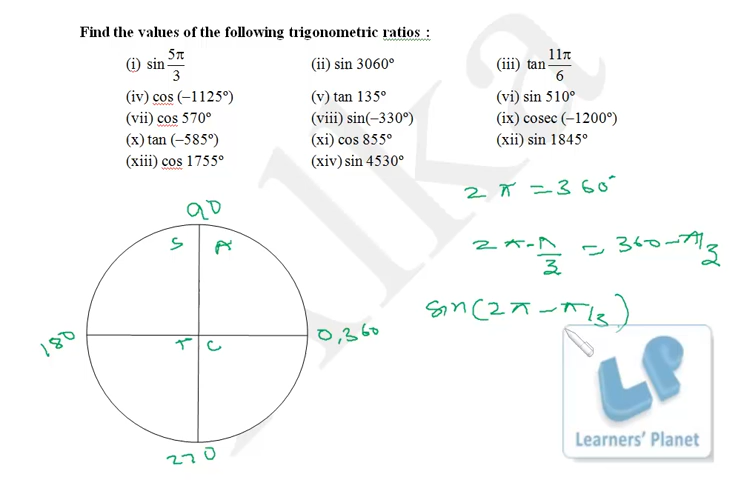 Find the values of the following trigonometric ratios :
(i) sin 5π/3 (ii) sin 3060° (iii) tan 11π/6
(iv) cos (−1125°) (v) tan 135° (vi) sin 510°
(vii) cos 570° (viii) sin(−330°) (ix) cosec (−1200°)
(x) tan (−585°) (xi) cos 855° (xii) sin 1845°
(xiii) cos 1755° (xiv) sin 4530°
2π = 360°
90
S A
2π - π/3 = 360 - π/3
sin(2π - π/3)
180 T C 0,360
LP
Learners' Planet
270